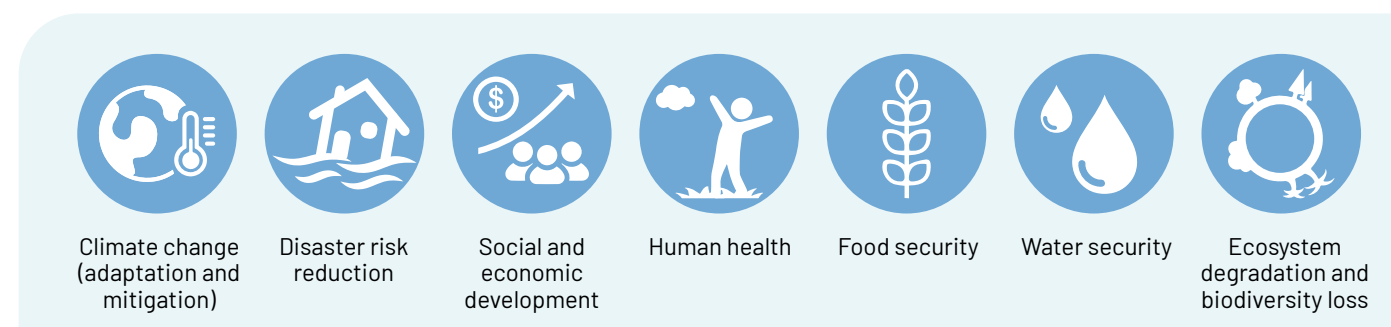 $
Climate change
(adaptation and
mitigation)
Disaster risk
reduction
Social and
economic
development
Human health
Food security
Water security
Ecosystem
degradation and
biodiversity loss